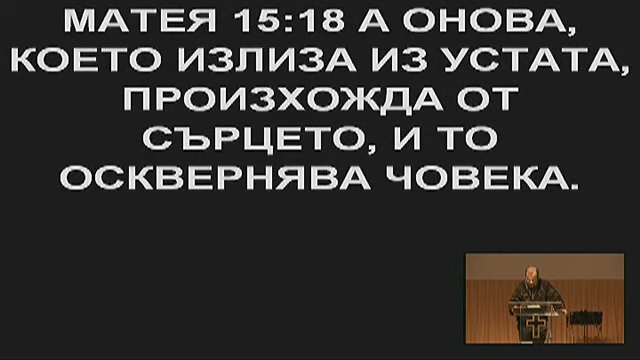 МАТЕЯ 15:18 А ОНОВА,
КОЕТО ИЗЛИЗА ИЗ УСТАТА,
ПРОИЗХОЖДА ОТ
СЪРЦЕТО, И ТО
ОСКВЕРНЯВА ЧОВЕКА.